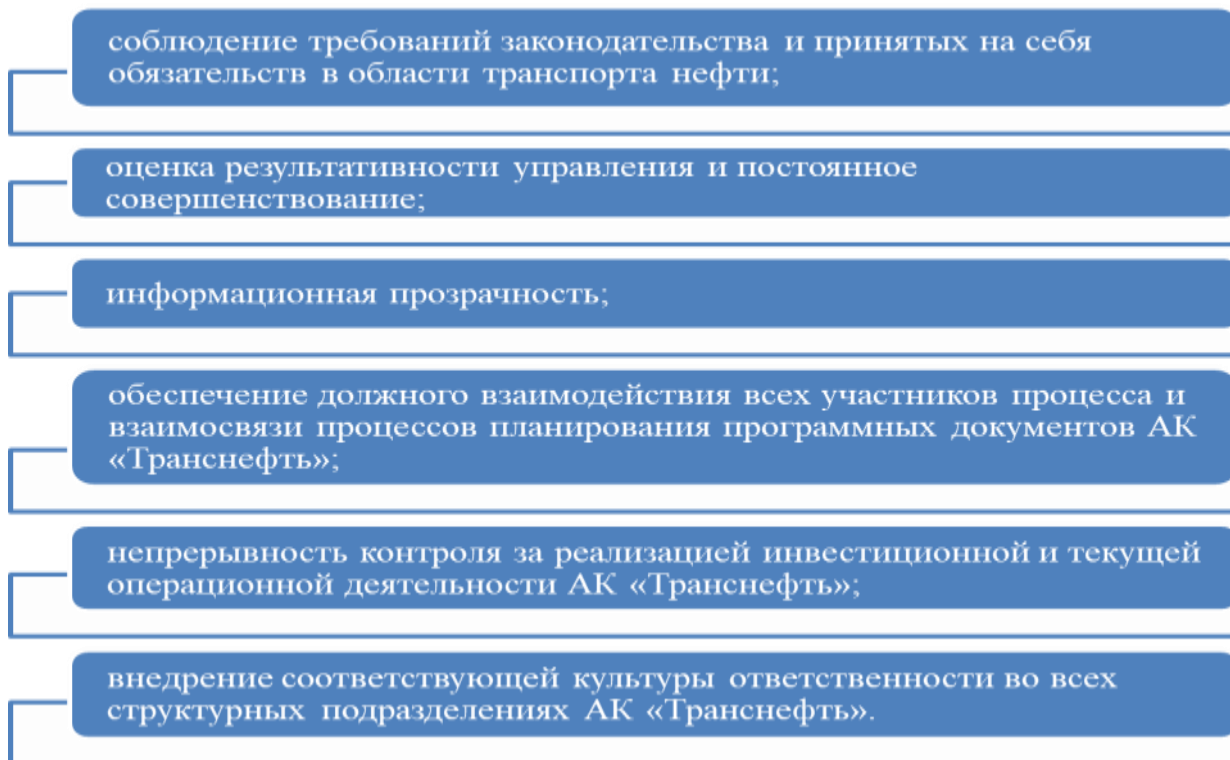 соблюдение требований законодательства и принятых на себя
обязательств в области транспорта нефти;
оценка результативности управления и постоянное
совершенствование;
информационная прозрачность;
обеспечение должного взаимодействия всех участников процесса и
взаимосвязи процессов планирования программных документов АК
«Транснефть»;
непрерывность контроля за реализацией инвестиционной и текущей
операционной деятельности АК «Транснефть»;
внедрение соответствующей культуры ответственности во всех
структурных подразделениях АК «Транснефть».